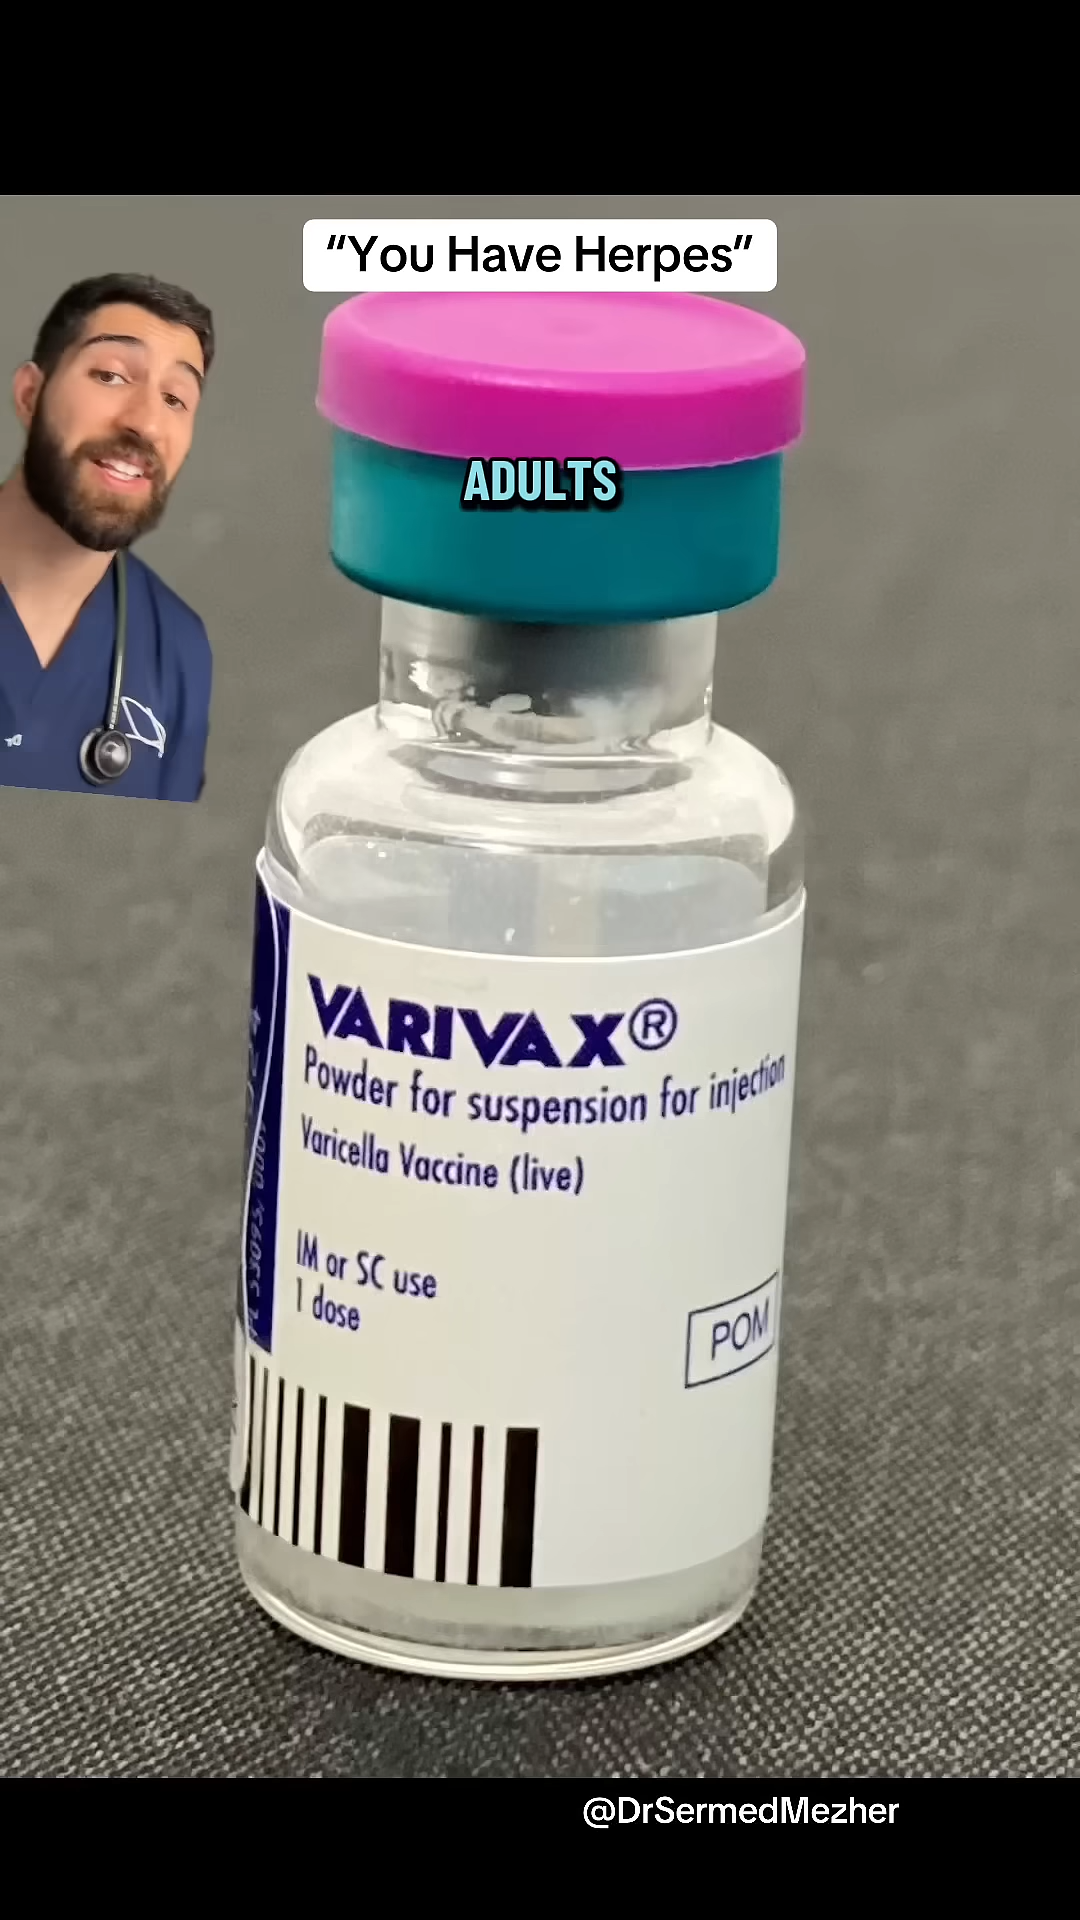 “You Have Herpes”
ADULTS
VARIVAX®
Powder for suspension for injection
Varicella Vaccine (live)
IM or SC use
1 dose
POM
@DrSermedMezher